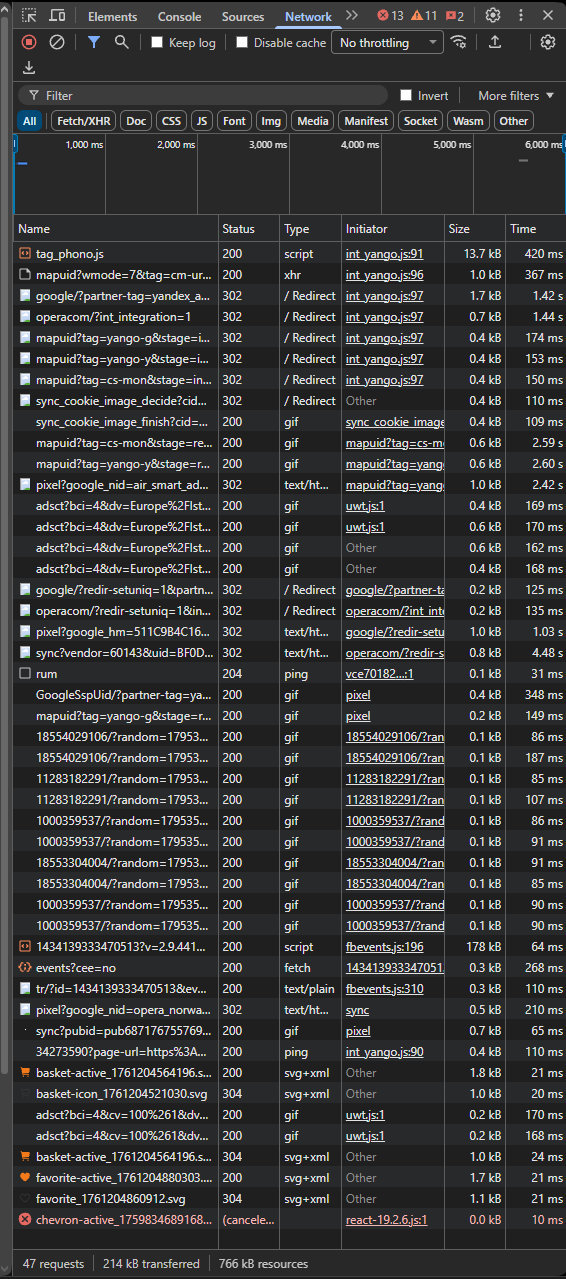 Elements Console Sources Network 13 11 2
Keep log Disable cache No throttling
Filter Invert More filters
All Fetch/XHR Doc CSS JS Font Img Media Manifest Socket Wasm Other
1,000 ms 2,000 ms 3,000 ms 4,000 ms 5,000 ms 6,000 ms
Name Status Type Initiator Size Time
tag_phono.js 200 script int_yango.js:91 13.7 kB 420 ms
mapuid?wmode=7&tag=cm-ur... 200 xhr int_yango.js:96 1.0 kB 367 ms
google/?partner-tag=yandex_a... 302 / Redirect int_yango.js:97 1.7 kB 1.42 s
operacom/?int_integration=1 302 / Redirect int_yango.js:97 0.7 kB 1.44 s
mapuid?tag=yango-g&stage=i... 302 / Redirect int_yango.js:97 0.4 kB 174 ms
mapuid?tag=yango-y&stage=i... 302 / Redirect int_yango.js:97 0.4 kB 153 ms
mapuid?tag=cs-mon&stage=in... 302 / Redirect int_yango.js:97 0.4 kB 150 ms
sync_cookie_image_decide?cid... 302 / Redirect Other 0.4 kB 110 ms
sync_cookie_image_finish?cid=... 200 gif sync_cookie_image 0.4 kB 109 ms
mapuid?tag=cs-mon&stage=re... 200 gif mapuid?tag=cs-m 0.6 kB 2.59 s
mapuid?tag=yango-y&stage=r... 200 gif mapuid?tag=yang 0.6 kB 2.60 s
pixel?google_nid=air_smart_ad... 302 text/ht... mapuid?tag=yang 1.0 kB 2.42 s
adsct?bci=4&dv=Europe%2FIst... 200 gif uwt.js:1 0.4 kB 169 ms
adsct?bci=4&dv=Europe%2FIst... 200 gif uwt.js:1 0.6 kB 170 ms
adsct?bci=4&dv=Europe%2FIst... 200 gif Other 0.6 kB 162 ms
adsct?bci=4&dv=Europe%2FIst... 200 gif Other 0.4 kB 168 ms
google/?redir-setuniq=1&partn... 302 / Redirect google/?partner-ta 0.2 kB 125 ms
operacom/?redir-setuniq=1&in... 302 / Redirect operacom/?int_int 0.2 kB 135 ms
pixel?google_hm=511C9B4C16... 302 text/ht... google/?redir-setu 1.0 kB 1.03 s
sync?vendor=60143&uid=BF0D... 302 text/ht... operacom/?redir-s 0.8 kB 4.48 s
rum 204 ping vce70182...:1 0.1 kB 31 ms
GoogleSspUid/?partner-tag=ya... 200 gif pixel 0.4 kB 348 ms
mapuid?tag=yango-g&stage=r... 200 gif pixel 0.2 kB 149 ms
18554029106/?random=17953... 200 gif 18554029106/?ran 0.1 kB 86 ms
18554029106/?random=17953... 200 gif 18554029106/?ran 0.1 kB 187 ms
11283182291/?random=17953... 200 gif 11283182291/?ran 0.1 kB 85 ms
11283182291/?random=17953... 200 gif 11283182291/?ran 0.1 kB 107 ms
1000359537/?random=179535... 200 gif 1000359537/?rand 0.1 kB 86 ms
1000359537/?random=179535... 200 gif 1000359537/?rand 0.1 kB 91 ms
18553304004/?random=17953... 200 gif 18553304004/?ran 0.1 kB 91 ms
18553304004/?random=17953... 200 gif 18553304004/?ran 0.1 kB 85 ms
1000359537/?random=179535... 200 gif 1000359537/?rand 0.1 kB 90 ms
1000359537/?random=179535... 200 gif 1000359537/?rand 0.1 kB 90 ms
1434139333470513?v=2.9.441... 200 script fbevents.js:196 178 kB 64 ms
events?cee=no 200 fetch 143413933347051 0.3 kB 268 ms
tr/?id=1434139333470513&ev... 200 text/plain fbevents.js:310 0.3 kB 110 ms
pixel?google_nid=opera_norwa... 302 text/ht... sync 0.5 kB 210 ms
sync?pubid=pub687176755769... 200 gif pixel 0.7 kB 65 ms
34273590?page-url=https%3A... 200 ping int_yango.js:90 0.4 kB 110 ms
basket-active_1761204564196.s... 200 svg+xml Other 1.8 kB 21 ms
basket-icon_1761204521030.svg 304 svg+xml Other 1.0 kB 20 ms
adsct?bci=4&cv=100%261&dv... 200 gif uwt.js:1 0.2 kB 170 ms
adsct?bci=4&cv=100%261&dv... 200 gif uwt.js:1 0.2 kB 168 ms
basket-active_1761204564196.s... 304 svg+xml Other 1.0 kB 24 ms
favorite-active_1761204880303.... 200 svg+xml Other 1.7 kB 21 ms
favorite_1761204860912.svg 304 svg+xml Other 1.1 kB 21 ms
chevron-active_1759834689168... (cancele... react-19.2.6.js:1 0.0 kB 10 ms
47 requests 214 kB transferred 766 kB resources